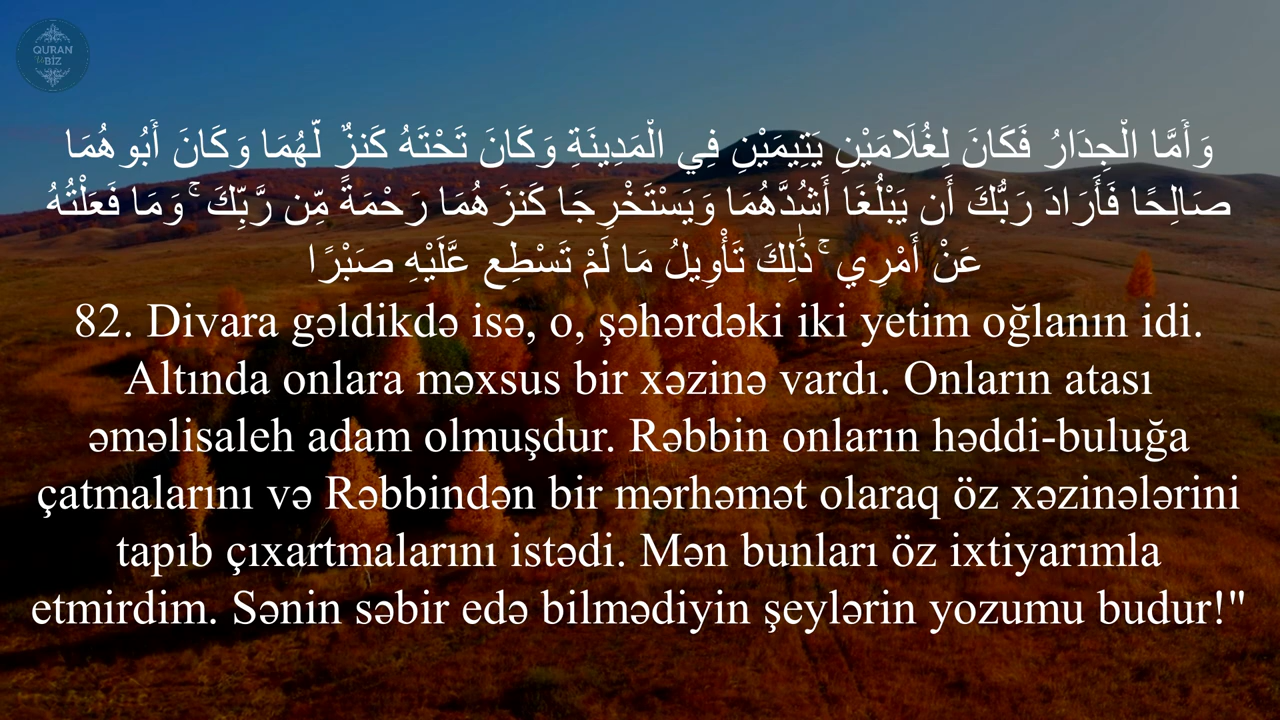 QURAN
Və
BİZ
وَأَمَّا الْجِدَارُ فَكَانَ لِغُلَامَيْنِ يَتِيمَيْنِ فِي الْمَدِينَةِ وَكَانَ تَحْتَهُ كَنزٌ لَّهُمَا وَكَانَ أَبُوهُمَا
صَالِحًا فَأَرَادَ رَبُّكَ أَن يَبْلُغَا أَشُدَّهُمَا وَيَسْتَخْرِجَا كَنزَهُمَا رَحْمَةً مِّن رَّبِّكَ ۚ وَمَا فَعَلْتُهُ
عَنْ أَمْرِي ۚ ذَٰلِكَ تَأْوِيلُ مَا لَمْ تَسْطِع عَّلَيْهِ صَبْرًا
82. Divara gəldikdə isə, o, şəhərdəki iki yetim oğlanın idi.
Altında onlara məxsus bir xəzinə vardı. Onların atası
əməlisaleh adam olmuşdur. Rəbbin onların həddi-buluğa
çatmalarını və Rəbbindən bir mərhəmət olaraq öz xəzinələrini
tapıb çıxartmalarını istədi. Mən bunları öz ixtiyarımla
etmirdim. Sənin səbir edə bilmədiyin şeylərin yozumu budur!"